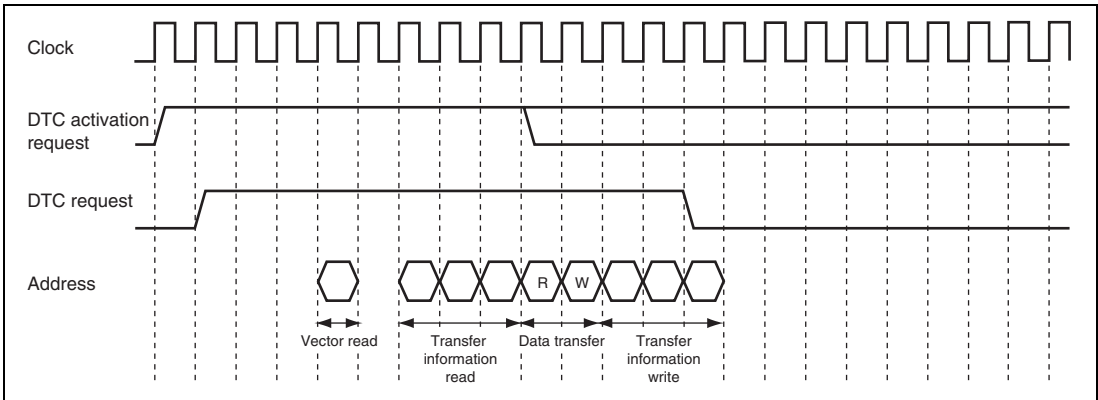 Clock
DTC activation
request
DTC request
Address
R
W
Vector read
Transfer
information
read
Data transfer
Transfer
information
write